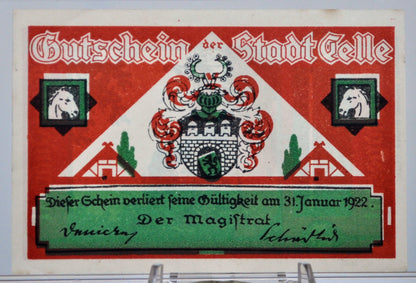 Gutschein der Stadt Celle
Dieser Schein verliert seine Gültigkeit am 31. Januar 1922.
Der Magistrat.